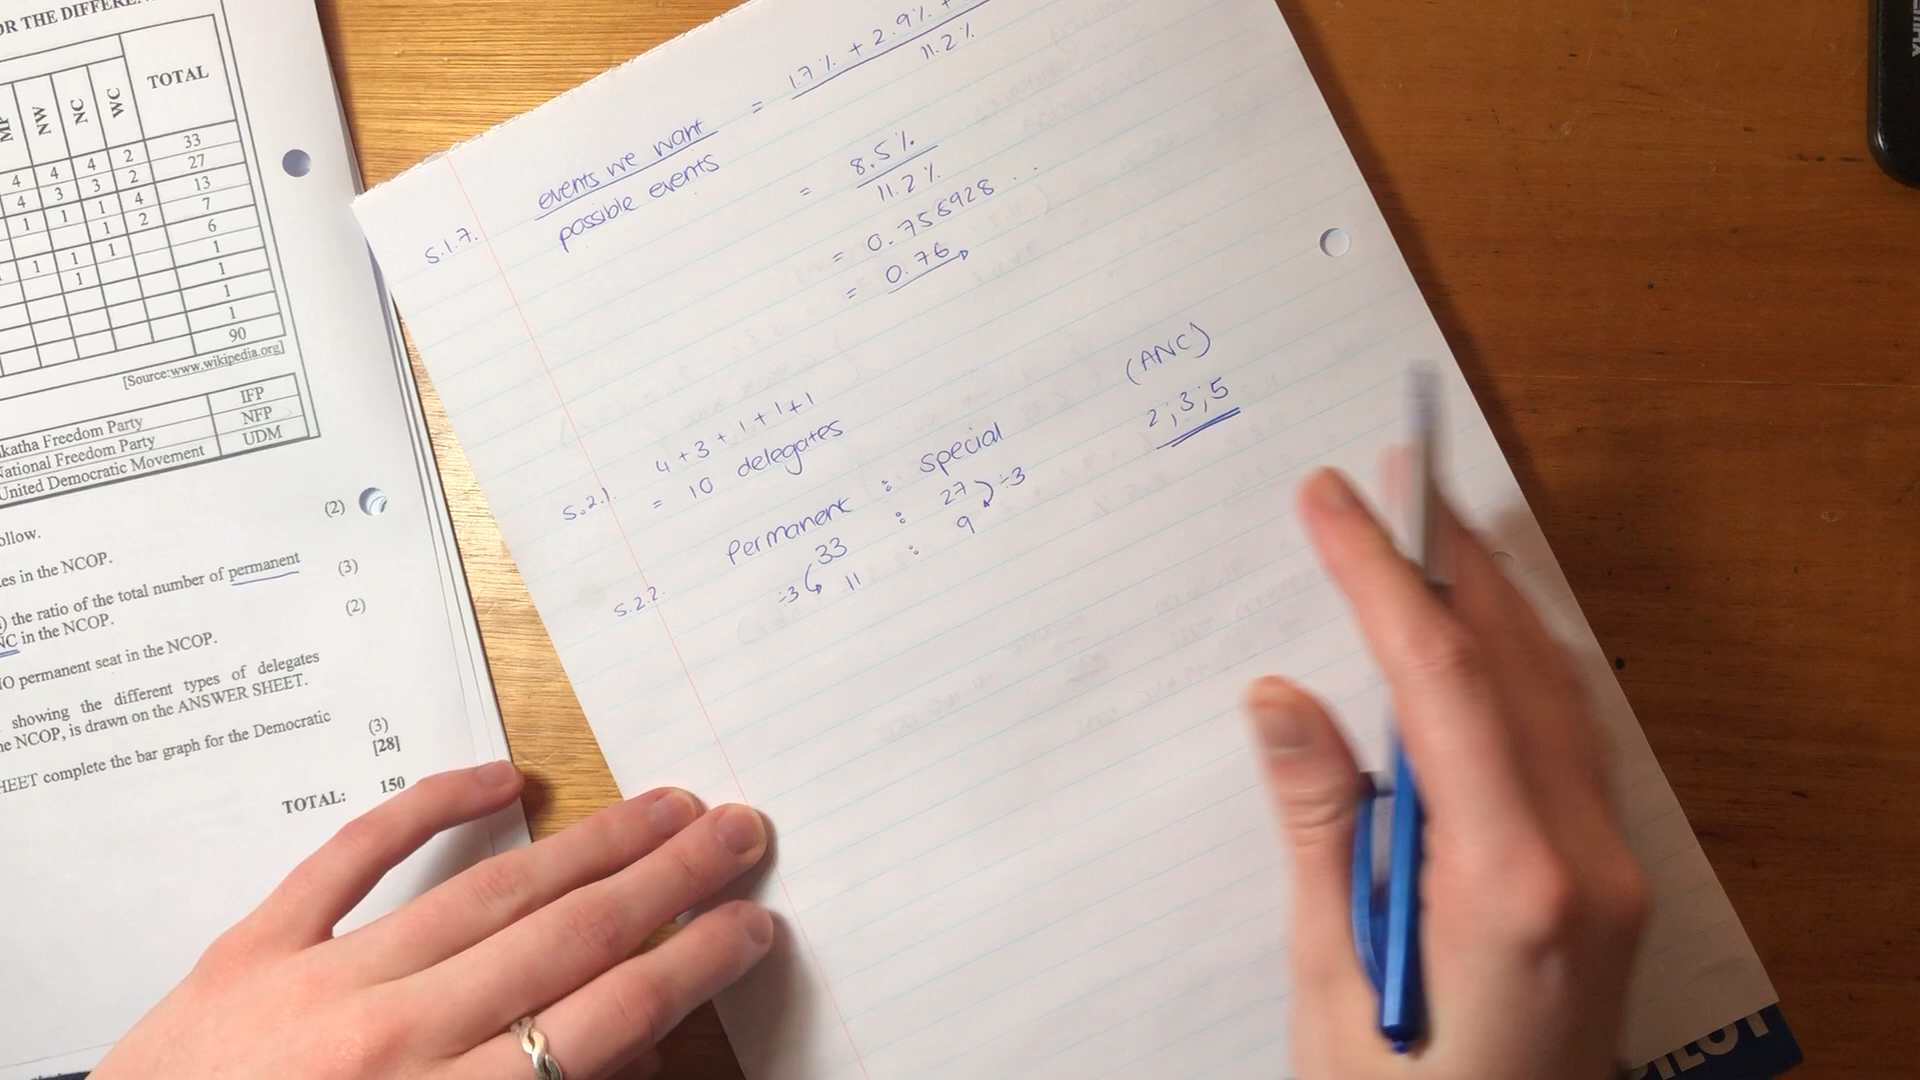 OR THE DIFFEREN
MP NW NC WC TOTAL
4 4 4 2 33
4 3 3 2 27
1 1 1 4 13
1 2 7
1 1 1 6
1 1
1
1
1
90
[Source:www.wikipedia.org]
katha Freedom Party IFP
National Freedom Party NFP
United Democratic Movement UDM
ollow.
es in the NCOP. (2)
) the ratio of the total number of permanent
NC in the NCOP. (3)
NO permanent seat in the NCOP. (2)
showing the different types of delegates
he NCOP, is drawn on the ANSWER SHEET.
HEET complete the bar graph for the Democratic (3)
[28]
TOTAL: 150
5.1.7. events we want = 1.7% + 2.9% +
possible events 11.2%
= 8.5%
11.2%
= 0.758928 . .
= 0.76
5.2.1. 4 + 3 + 1 + 1 + 1
= 10 delegates
(ANC)
5.2.2. Permanent : special 2;3;5
33 : 27 ÷3
÷3 11 : 9
PILOT